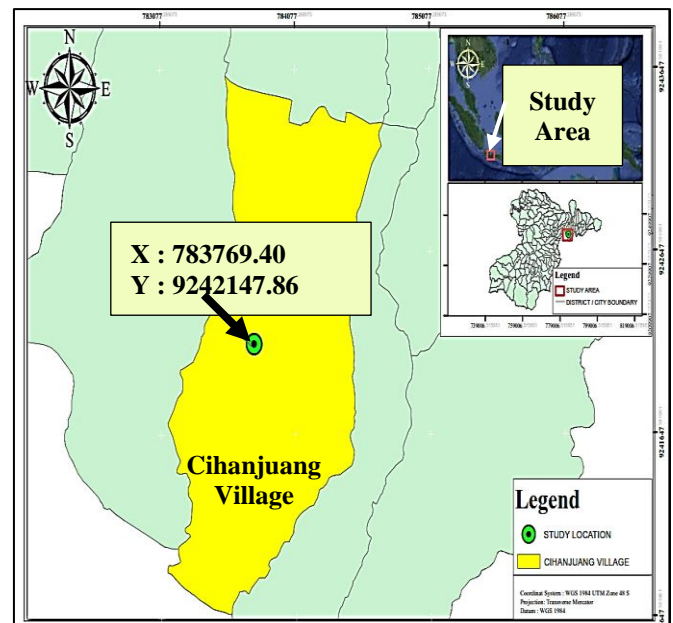 783077
784077
785077
786077
N
W
E
S
N
W
E
S
Study
Area
9243647
X : 783769.40
Y : 9242147.86
9242647
Legend
STUDY AREA
DISTRICT / CITY BOUNDARY
9241647
Cihanjuang
Village
Legend
STUDY LOCATION
CIHANJUANG VILLAGE
Coordinat System : WGS 1984 UTM Zone 48 S
Projection: Transverse Mercator
Datum : WGS 1984